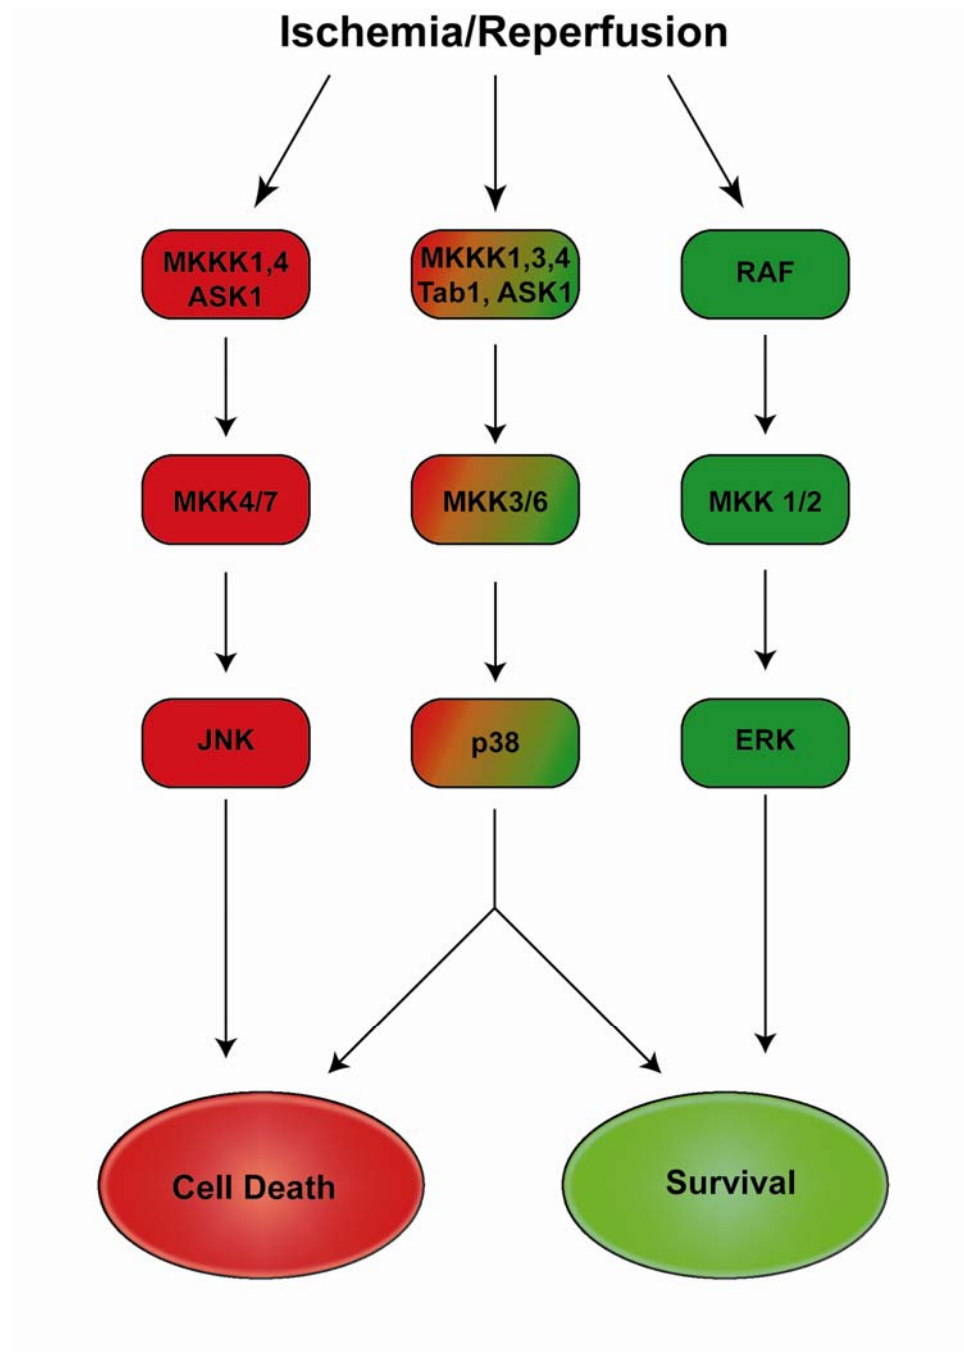 Ischemia/Reperfusion
MKKK1,4
ASK1
MKKK1,3,4
Tab1, ASK1
RAF
MKK4/7
MKK3/6
MKK 1/2
JNK
p38
ERK
Cell Death
Survival